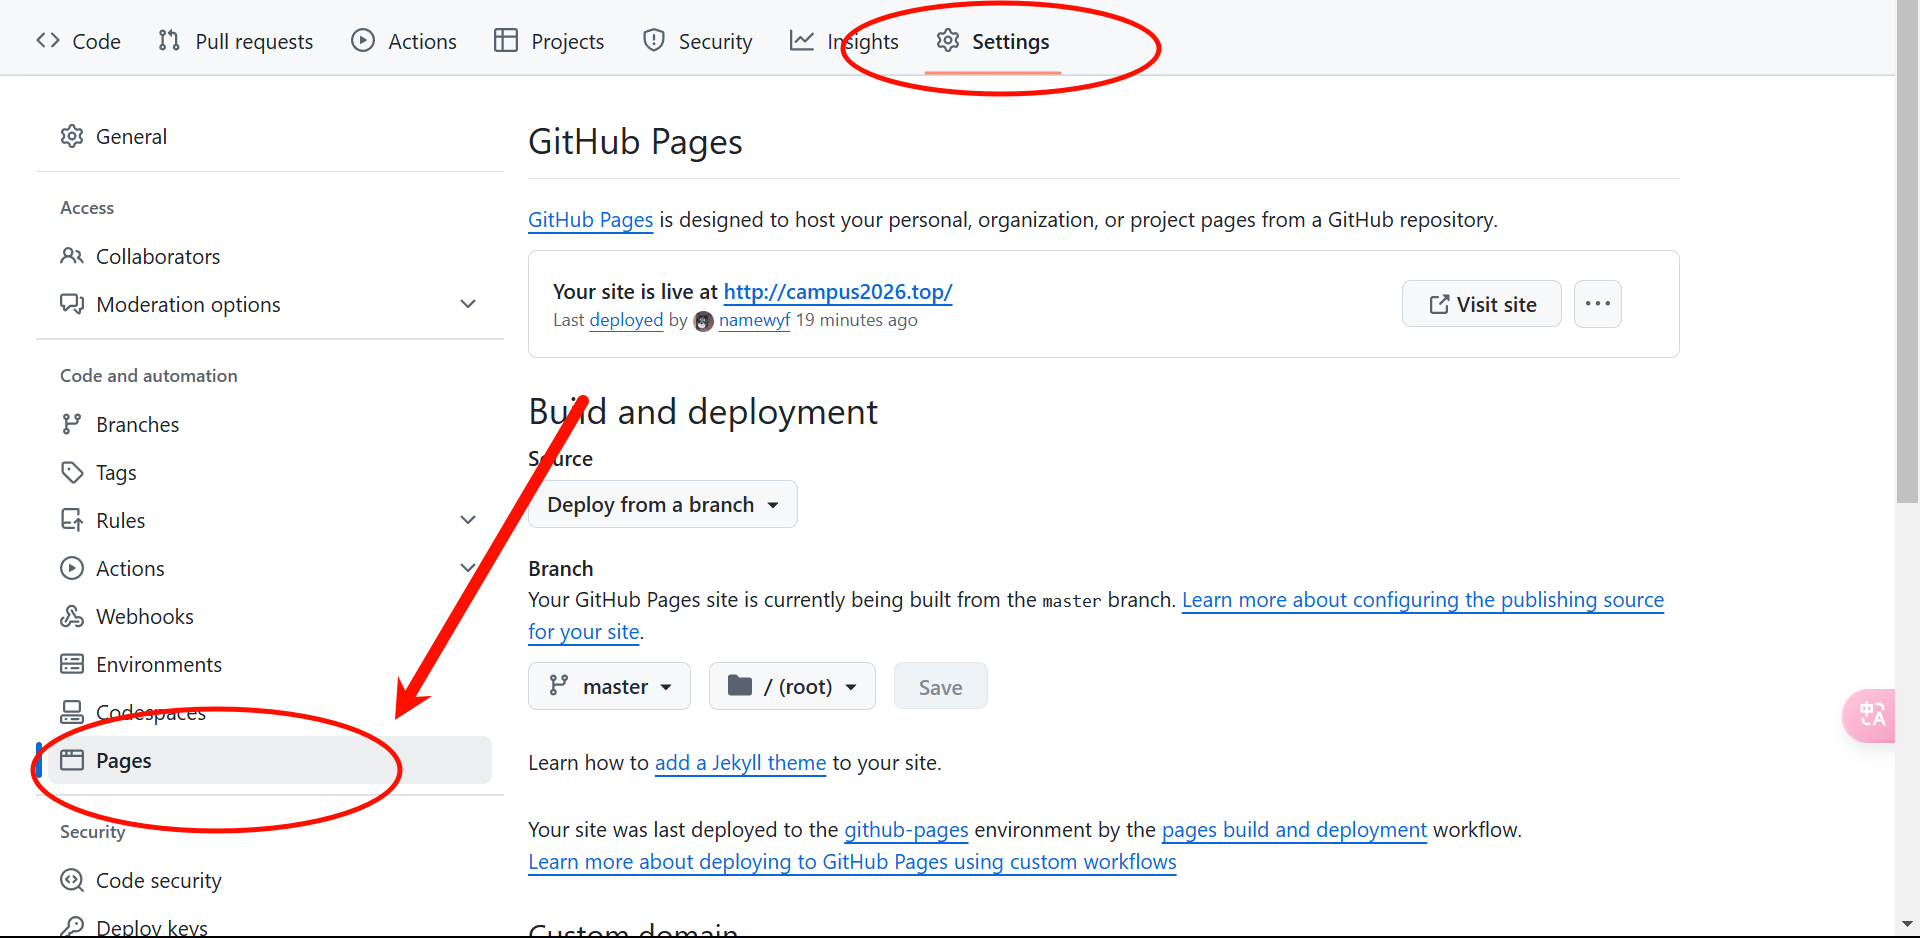 Code Pull requests Actions Projects Security Insights Settings
General
Access
Collaborators
Moderation options
Code and automation
Branches
Tags
Rules
Actions
Webhooks
Environments
Codespaces
Pages
Security
Code security
Deploy keys
GitHub Pages
GitHub Pages is designed to host your personal, organization, or project pages from a GitHub repository.
Your site is live at http://campus2026.top/
Last deployed by namewyf 19 minutes ago
Visit site
Build and deployment
Source
Deploy from a branch
Branch
Your GitHub Pages site is currently being built from the master branch. Learn more about configuring the publishing source
for your site.
master / (root) Save
Learn how to add a Jekyll theme to your site.
Your site was last deployed to the github-pages environment by the pages build and deployment workflow.
Learn more about deploying to GitHub Pages using custom workflows
Custom domain
中A